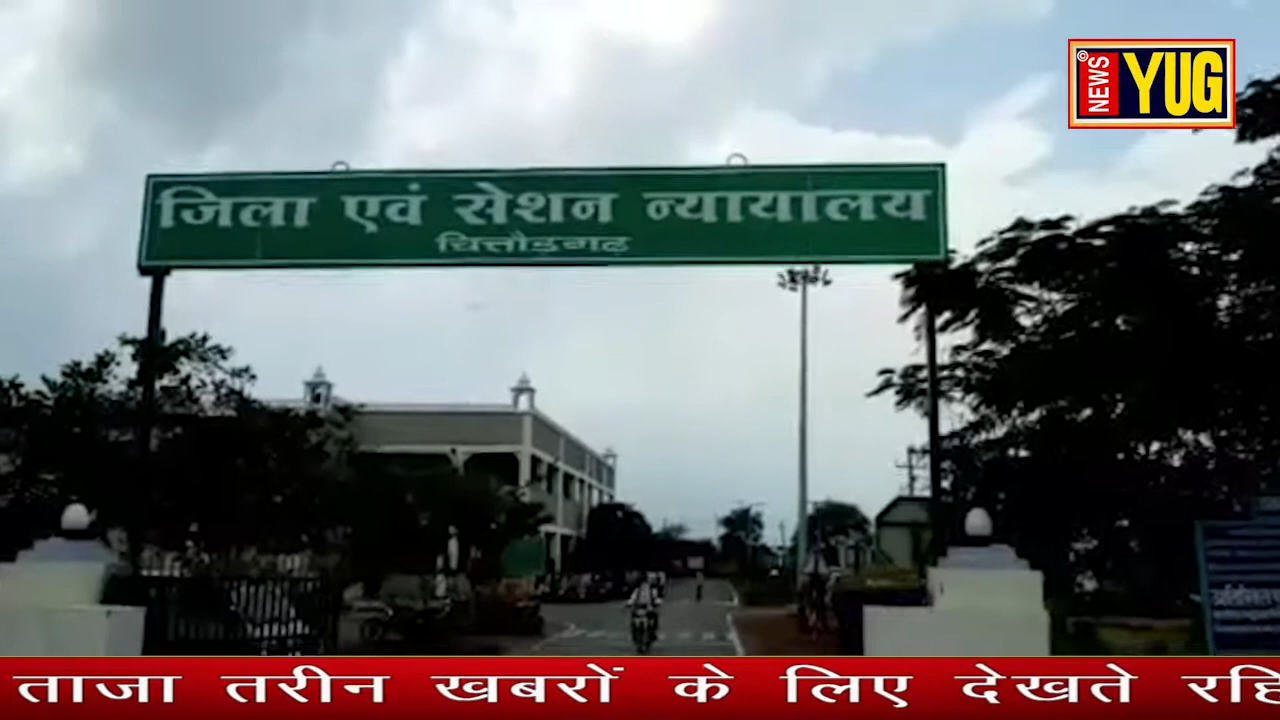 © NEWS YUG
जिला एवं सेशन न्यायालय
चित्तौड़गढ़
ताजा तरीन खबरों के लिए देखते रहि